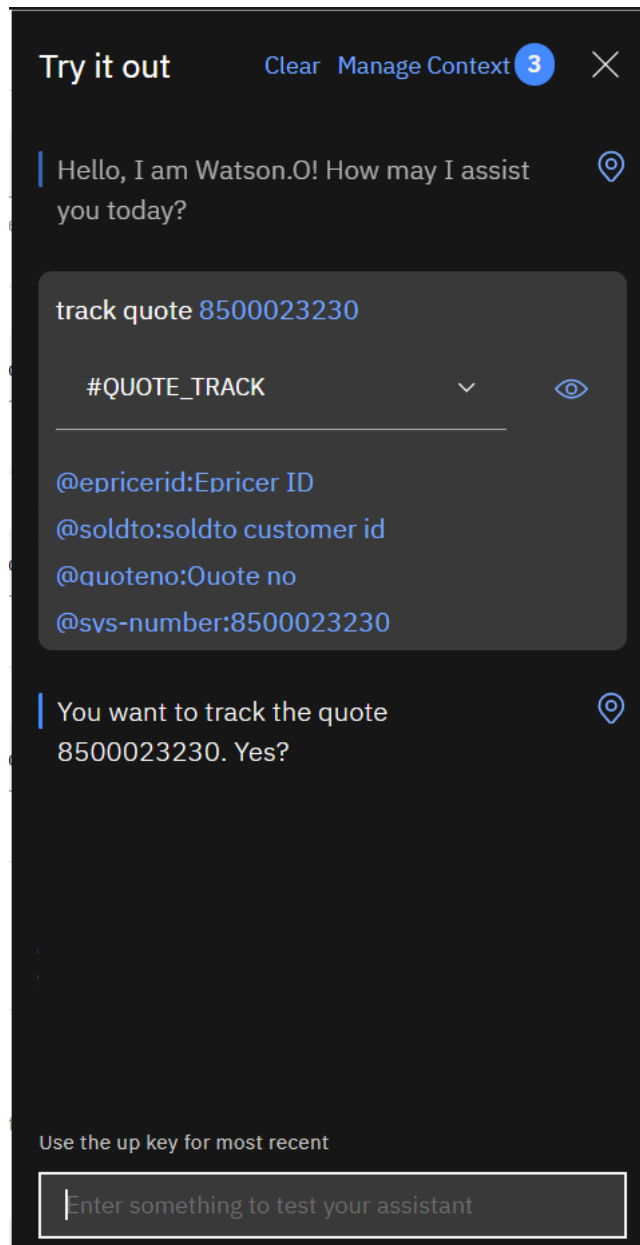 Try it out Clear Manage Context 3
Hello, I am Watson.O! How may I assist
you today?
track quote 8500023230
#QUOTE_TRACK
@epricerid:Epricer ID
@soldto:soldto customer id
@quoteno:Quote no
@sys-number:8500023230
You want to track the quote
8500023230. Yes?
Use the up key for most recent
Enter something to test your assistant